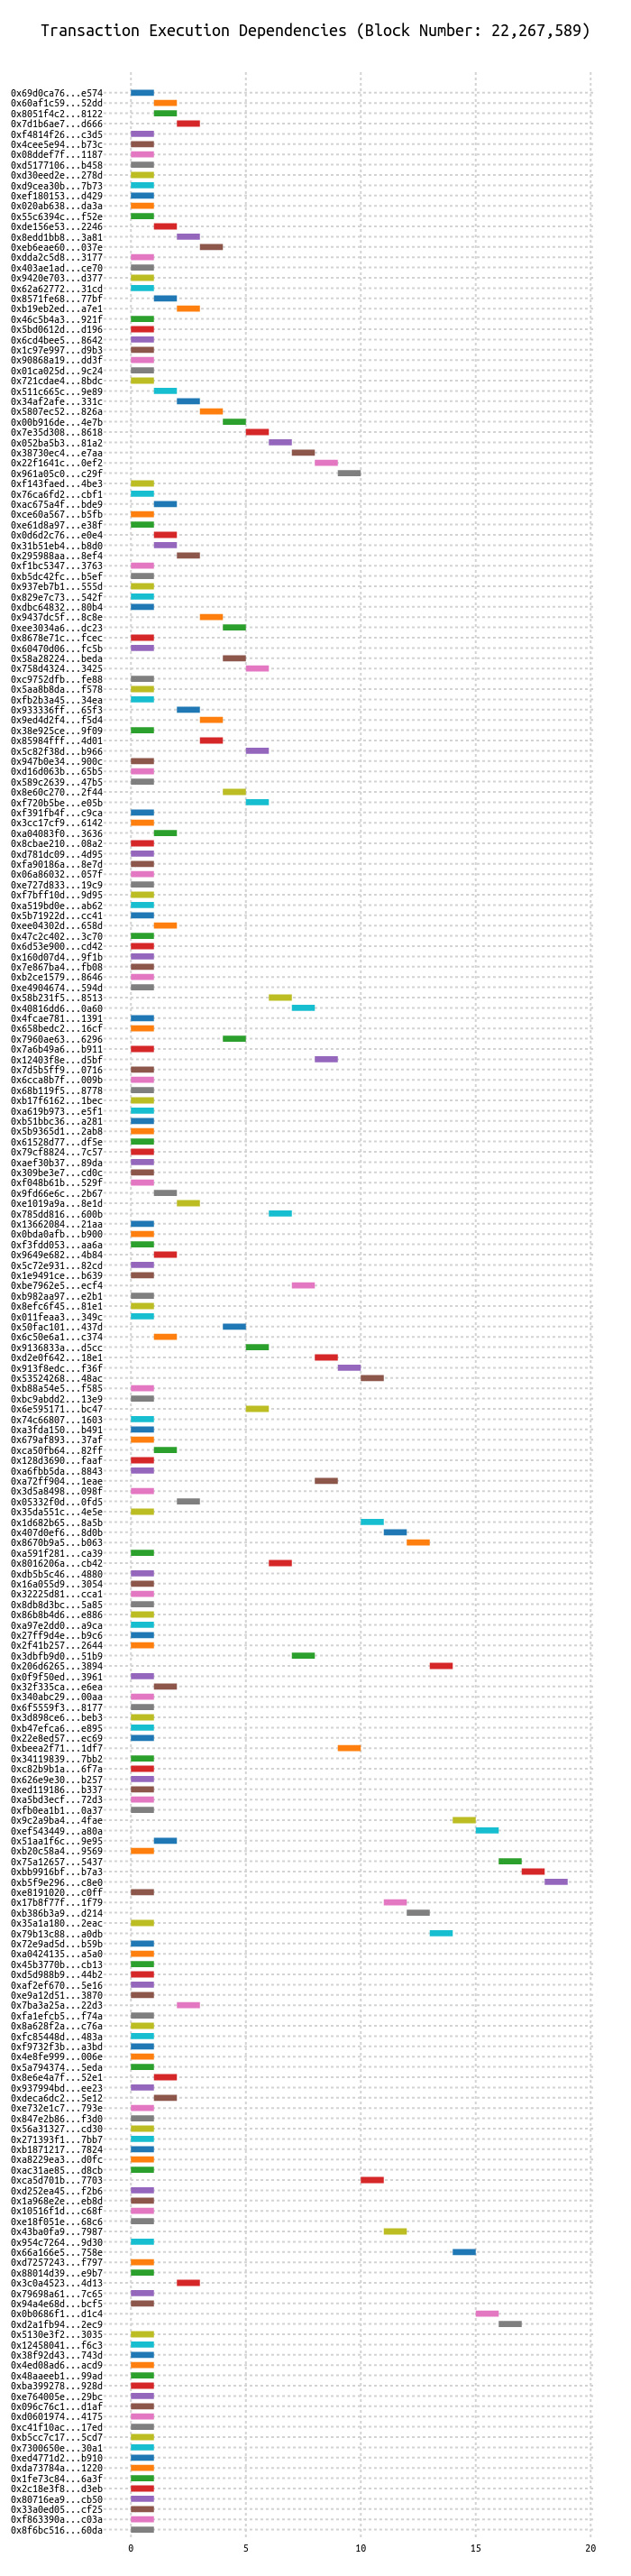 Transaction Execution Dependencies (Block Number: 22,267,589)
0x69d0ca76...e574
0x60af1c59...52dd
0x8051f4c2...8122
0x7d1b6ae7...d666
0xf4814f26...c3d5
0x4cee5e94...b73c
0x08ddef7f...1187
0xd5177106...b458
0xd30eed2e...278d
0xd9cea30b...7b73
0xef180153...d429
0x020ab638...da3a
0x55c6394c...f52e
0xde156e53...2246
0x8edd1bb8...3a81
0xeb6eae60...037e
0xdda2c5d8...3177
0x403ae1ad...ce70
0x9420e703...d377
0x62a62772...31cd
0x8571fe68...77bf
0xb19eb2ed...a7e1
0x46c5b4a3...921f
0x5bd0612d...d196
0x6cd4bee5...8642
0x1c97e997...d9b3
0x90868a19...dd3f
0x01ca025d...9c24
0x721cdae4...8bdc
0x511c665c...9e89
0x34af2afe...331c
0x5807ec52...826a
0x00b916de...4e7b
0x7e35d308...8618
0x052ba5b3...81a2
0x38730ec4...e7aa
0x22f1641c...0ef2
0x961a05c0...c29f
0xf143faed...4be3
0x76ca6fd2...cbf1
0xac675a4f...bde9
0xce60a567...b5fb
0xe61d8a97...e38f
0x0d6d2c76...e0e4
0x31b51eb4...b8d0
0x295988aa...8ef4
0xf1bc5347...3763
0xb5dc42fc...b5ef
0x937eb7b1...555d
0x829e7c73...542f
0xdbc64832...80b4
0x9437dc5f...8c8e
0xee3034a6...dc23
0x8678e71c...fcec
0x60470d06...fc5b
0x58a28224...beda
0x758d4324...3425
0xc9752dfb...fe88
0x5aa8b8da...f578
0xfb2b3a45...34ea
0x933336ff...65f3
0x9ed4d2f4...f5d4
0x38e925ce...9f09
0x85984fff...4d01
0x5c82f38d...b966
0x947b0e34...900c
0xd16d063b...65b5
0x589c2639...47b5
0x8e60c270...2f44
0xf720b5be...e05b
0xf391fb4f...c9ca
0x3cc17cf9...6142
0xa04083f0...3636
0x8cbae210...08a2
0xd781dc09...4d95
0xfa90186a...8e7d
0x06a86032...057f
0xe727d833...19c9
0xf7bff10d...9d95
0xa519bd0e...ab62
0x5b71922d...cc41
0xee04302d...658d
0x47c2c402...3c70
0x6d53e900...cd42
0x160d07d4...9f1b
0x7e867ba4...fb08
0xb2ce1579...8646
0xe4904674...594d
0x58b231f5...8513
0x40816dd6...0a60
0x4fcae781...1391
0x658bedc2...16cf
0x7960ae63...6296
0x7a6b49a6...b911
0x12403f8e...d5bf
0x7d5b5ff9...0716
0x6cca8b7f...009b
0x68b119f5...8778
0xb17f6162...1bec
0xa619b973...e5f1
0xb51bbc36...a281
0x5b9365d1...2ab8
0x61528d77...df5e
0x79cf8824...7c57
0xaef30b37...89da
0x309be3e7...cd0c
0xf048b61b...529f
0x9fd66e6c...2b67
0xe1019a9a...8e1d
0x785dd816...600b
0x13662084...21aa
0x0bda0afb...b900
0xf3fdd053...aa6a
0x9649e682...4b84
0x5c72e931...82cd
0x1e9491ce...b639
0xbe7962e5...ecf4
0xb982aa97...e2b1
0x8efc6f45...81e1
0x011feaa3...349c
0x50fac101...437d
0x6c50e6a1...c374
0x9136833a...d5cc
0xd2e0f642...18e1
0x913f8edc...f36f
0x53524268...48ac
0xb88a54e5...f585
0xbc9abdd2...13e9
0x6e595171...bc47
0x74c66807...1603
0xa3fda150...b491
0x679af893...37af
0xca50fb64...82ff
0x128d3690...faaf
0xa6fbb5da...8843
0xa72ff904...1eae
0x3d5a8498...098f
0x05332f0d...0fd5
0x35da551c...4e5e
0x1d682b65...8a5b
0x407d0ef6...8d0b
0x8670b9a5...b063
0xa591f281...ca39
0x8016206a...cb42
0xdb5b5c46...4880
0x16a055d9...3054
0x32225d81...cca1
0x8db8d3bc...5a85
0x86b8b4d6...e886
0xa97e2dd0...a9ca
0x27ff9d4e...b9c6
0x2f41b257...2644
0x3dbfb9d0...51b9
0x206d6265...3894
0x0f9f50ed...3961
0x32f335ca...e6ea
0x340abc29...00aa
0x6f5559f3...8177
0x3d898ce6...beb3
0xb47efca6...e895
0x22e8ed57...ec69
0xbeea2f71...1df7
0x34119839...7bb2
0xc82b9b1a...6f7a
0x626e9e30...b257
0xed119186...b337
0xa5bd3ecf...72d3
0xfb0ea1b1...0a37
0x9c2a9ba4...4fae
0xef543449...a80a
0x51aa1f6c...9e95
0xb20c58a4...9569
0x75a12657...5437
0xbb9916bf...b7a3
0xb5f9e296...c8e0
0xe8191020...c0ff
0x17b8f77f...1f79
0xb386b3a9...d214
0x35a1a180...2eac
0x79b13c88...a0db
0x72e9ad5d...b59b
0xa0424135...a5a0
0x45b3770b...cb13
0xd5d988b9...44b2
0xaf2ef670...5e16
0xe9a12d51...3870
0x7ba3a25a...22d3
0xfa1efcb5...f74a
0x8a628f2a...c76a
0xfc85448d...483a
0xf9732f3b...a3bd
0x4e8fe999...006e
0x5a794374...5eda
0x8e6e4a7f...52e1
0x937994bd...ee23
0xdeca6dc2...5e12
0xe732e1c7...793e
0x847e2b86...f3d0
0x56a31327...cd30
0x271393f1...7bb7
0xb1871217...7824
0xa8229ea3...d0fc
0xac31ae85...d8cb
0xca5d701b...7703
0xd252ea45...f2b6
0x1a968e2e...eb8d
0x10516f1d...c68f
0xe18f051e...68c6
0x43ba0fa9...7987
0x954c7264...9d30
0x66a166e5...758e
0xd7257243...f797
0x88014d39...e9b7
0x3c0a4523...4d13
0x79698a61...7c65
0x94a4e68d...bcf5
0x0b0686f1...d1c4
0xd2a1fb94...2ec9
0x5130e3f2...3035
0x12458041...f6c3
0x38f92d43...743d
0x4ed08ad6...acd9
0x48aaeeb1...99ad
0xba399278...928d
0xe764005e...29bc
0x096c76c1...d1af
0xd0601974...4175
0xc41f10ac...17ed
0xb5cc7c17...5cd7
0x7300650e...30a1
0xed4771d2...b910
0xda73784a...1220
0x1fe73c84...6a3f
0x2c18e3f8...d3eb
0x80716ea9...cb50
0x33a0ed05...cf25
0xf863390a...c03a
0x8f6bc516...60da
0 5 10 15 20